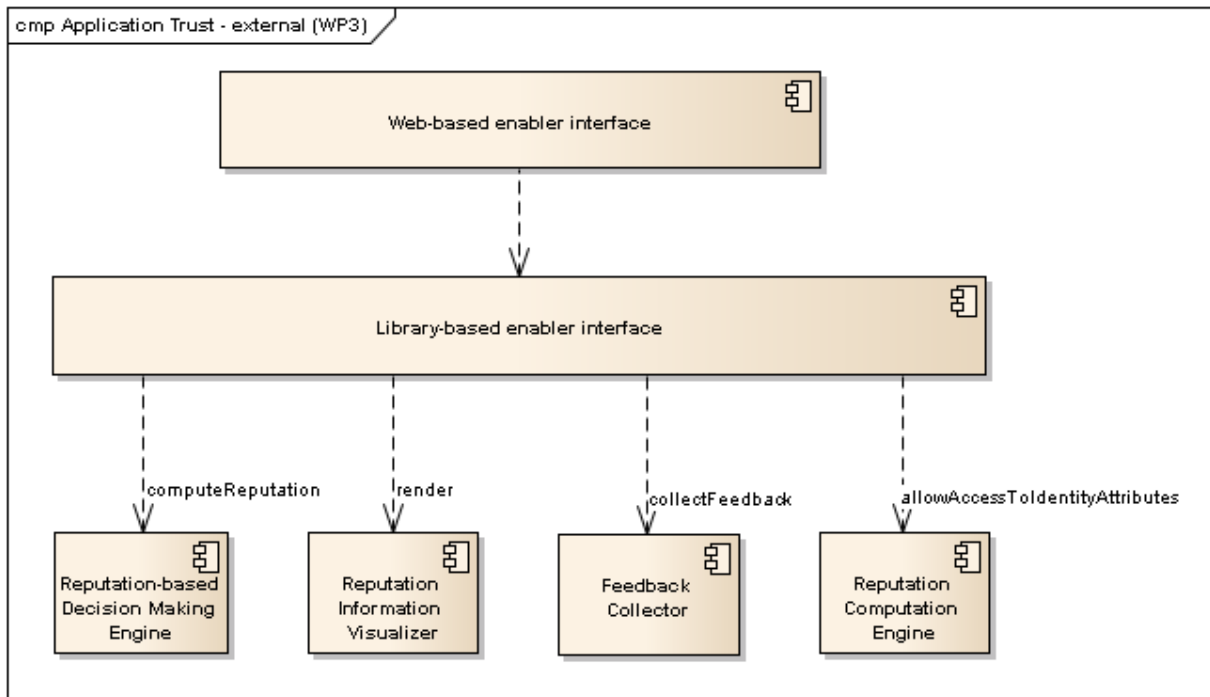 cmp Application Trust - external (WP3)
Web-based enabler interface
Library-based enabler interface
computeReputation
render
collectFeedback
allowAccessToIdentityAttributes
Reputation-based
Decision Making
Engine
Reputation
Information
Visualizer
Feedback
Collector
Reputation
Computation
Engine